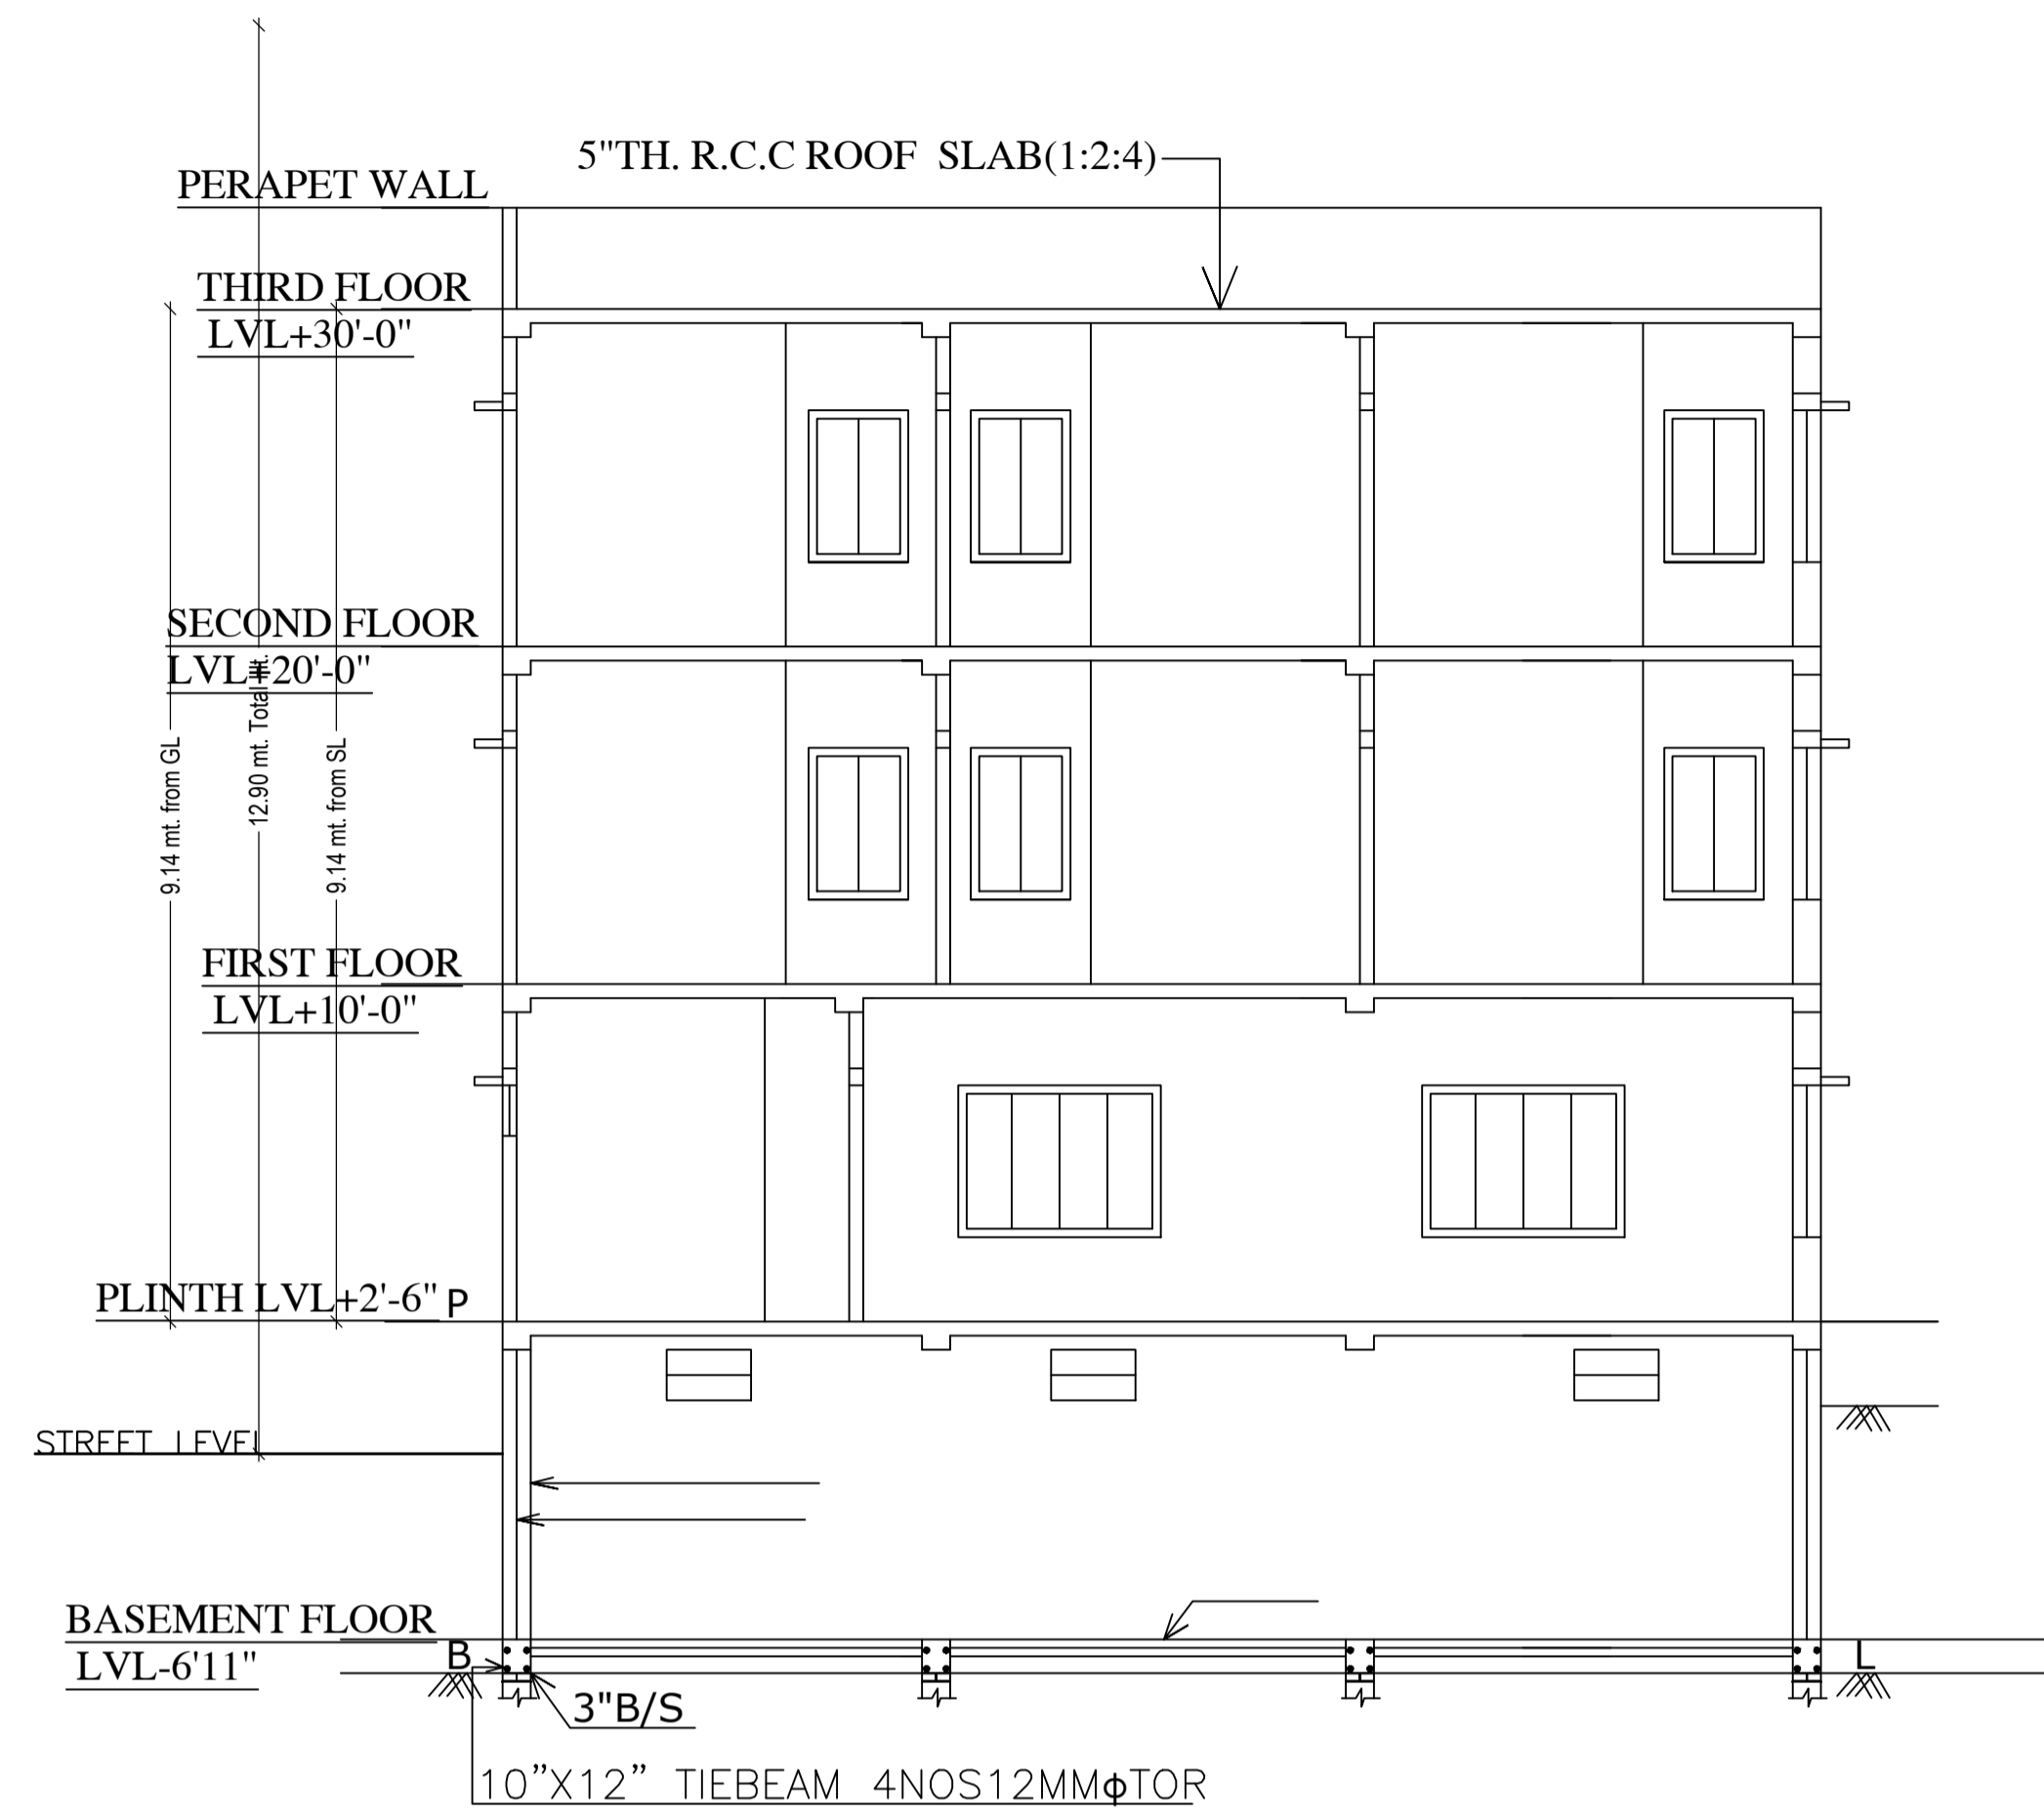 5"TH. R.C.C ROOF SLAB(1:2:4)
PERAPET WALL
THIRD FLOOR
LVL+30'-0"
SECOND FLOOR
LVL+20'-0"
9.14 mt. from GL
12.90 mt. Total Ht.
9.14 mt. from SL
FIRST FLOOR
LVL+10'-0"
PLINTH LVL+2'-6" P
STREET LEVEL
BASEMENT FLOOR
B
LVL-6'11"
L
3"B/S
10”X12” TIEBEAM 4NOS12MMϕTOR